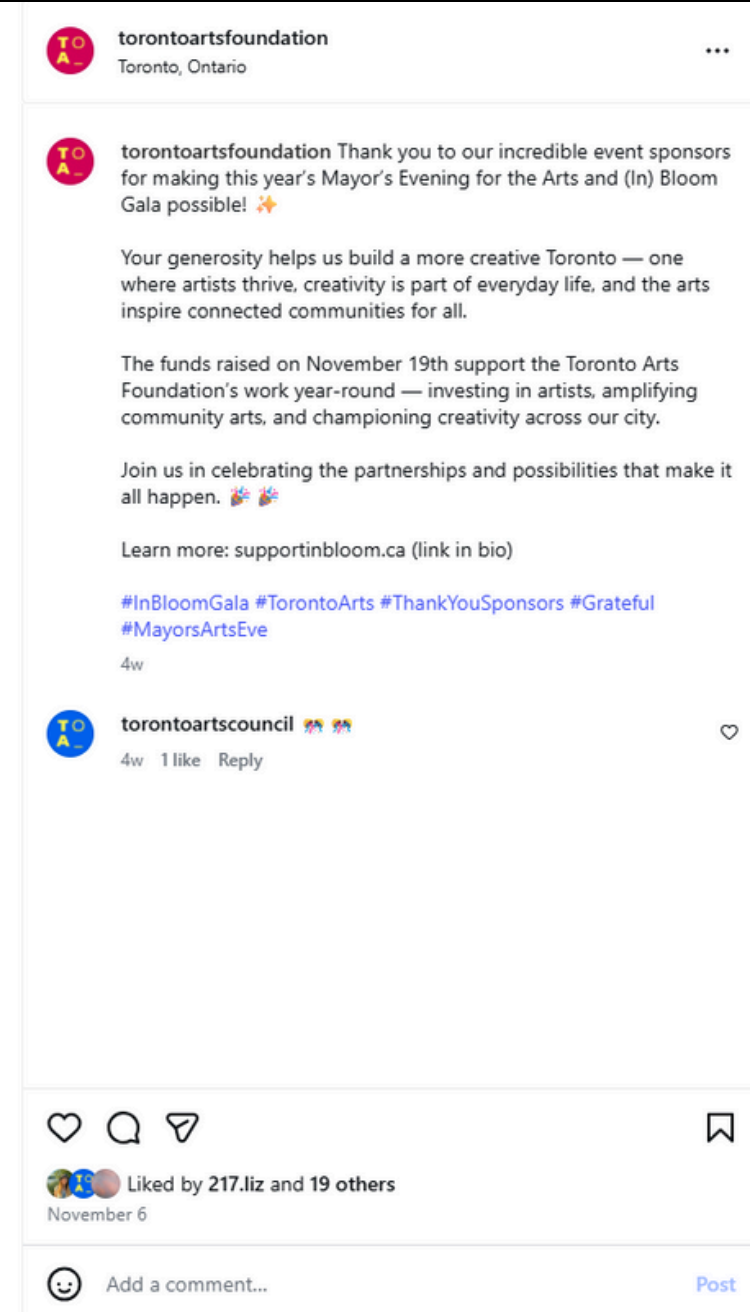 torontoartsfoundation
Toronto, Ontario
torontoartsfoundation Thank you to our incredible event sponsors
for making this year's Mayor's Evening for the Arts and (In) Bloom
Gala possible! ✨
Your generosity helps us build a more creative Toronto — one
where artists thrive, creativity is part of everyday life, and the arts
inspire connected communities for all.
The funds raised on November 19th support the Toronto Arts
Foundation's work year-round — investing in artists, amplifying
community arts, and championing creativity across our city.
Join us in celebrating the partnerships and possibilities that make it
all happen. 🎉 🎉
Learn more: supportinbloom.ca (link in bio)
#InBloomGala #TorontoArts #ThankYouSponsors #Grateful
#MayorsArtsEve
4w
torontoartscouncil 🎊 🎊
4w 1 like Reply
Liked by 217.liz and 19 others
November 6
Add a comment...
Post
TO
A_
TO
A_
TO
A_